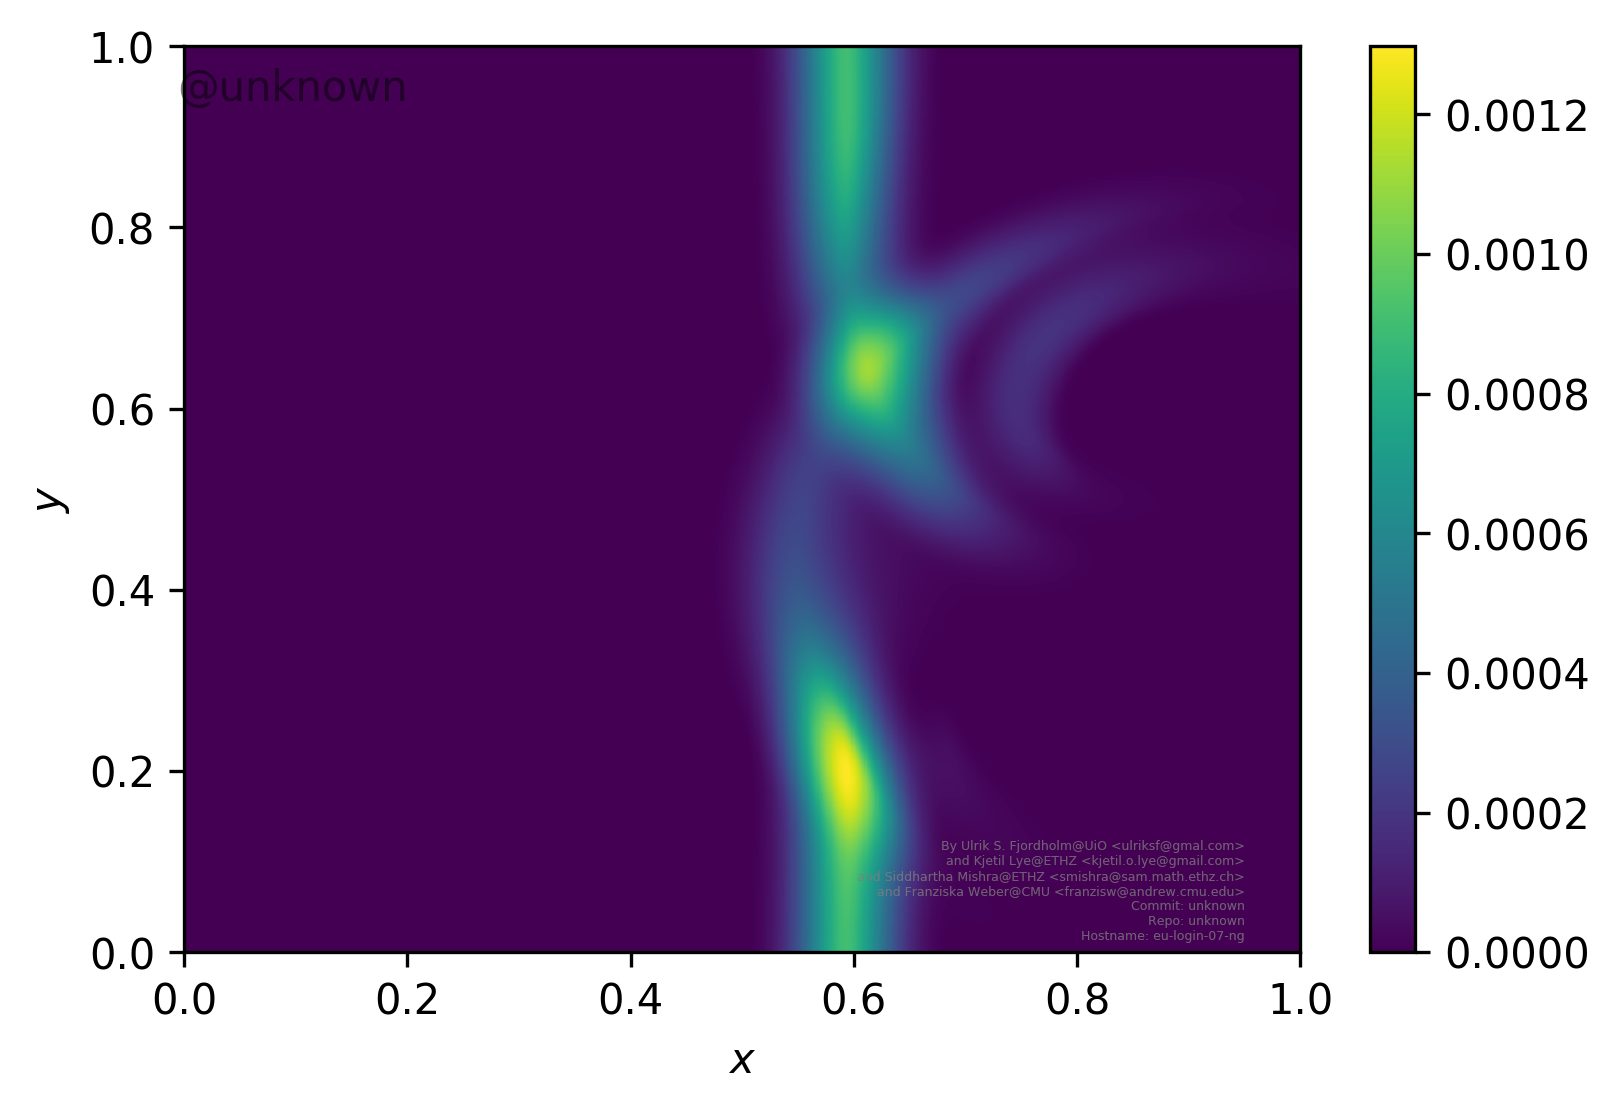 @unknown
1.0
0.8
0.6
0.4
0.2
0.0
y
0.0 0.2 0.4 0.6 0.8 1.0
x
0.0012
0.0010
0.0008
0.0006
0.0004
0.0002
0.0000
By Ulrik S. Fjordholm@UiO <ulriksf@gmal.com>
and Kjetil Lye@ETHZ <kjetil.o.lye@gmail.com>
and Siddhartha Mishra@ETHZ <smishra@sam.math.ethz.ch>
and Franziska Weber@CMU <franzisw@andrew.cmu.edu>
Commit: unknown
Repo: unknown
Hostname: eu-login-07-ng